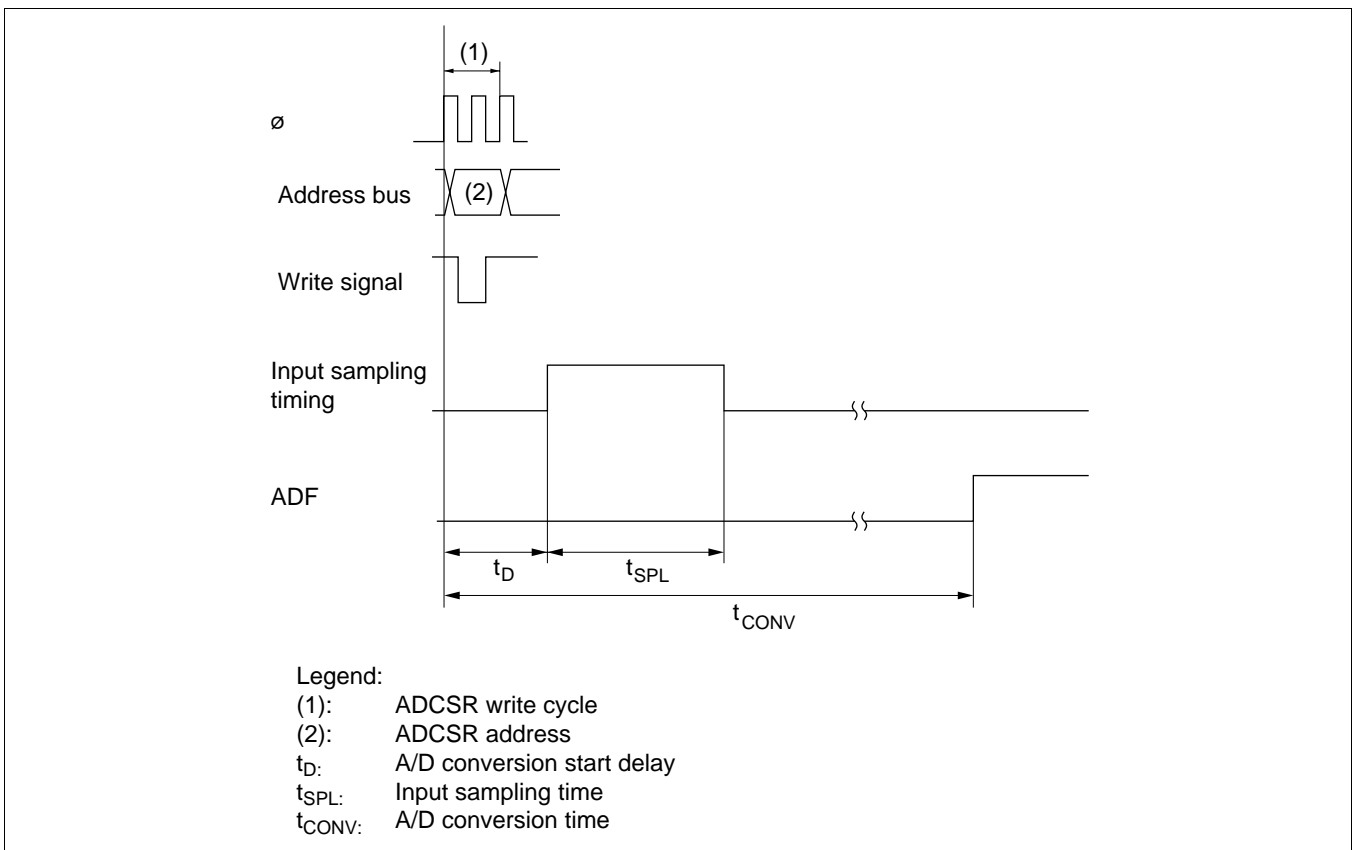 (1)
ø
Address bus
(2)
Write signal
Input sampling
timing
ADF
tD
tSPL
tCONV
Legend:
(1): ADCSR write cycle
(2): ADCSR address
tD: A/D conversion start delay
tSPL: Input sampling time
tCONV: A/D conversion time